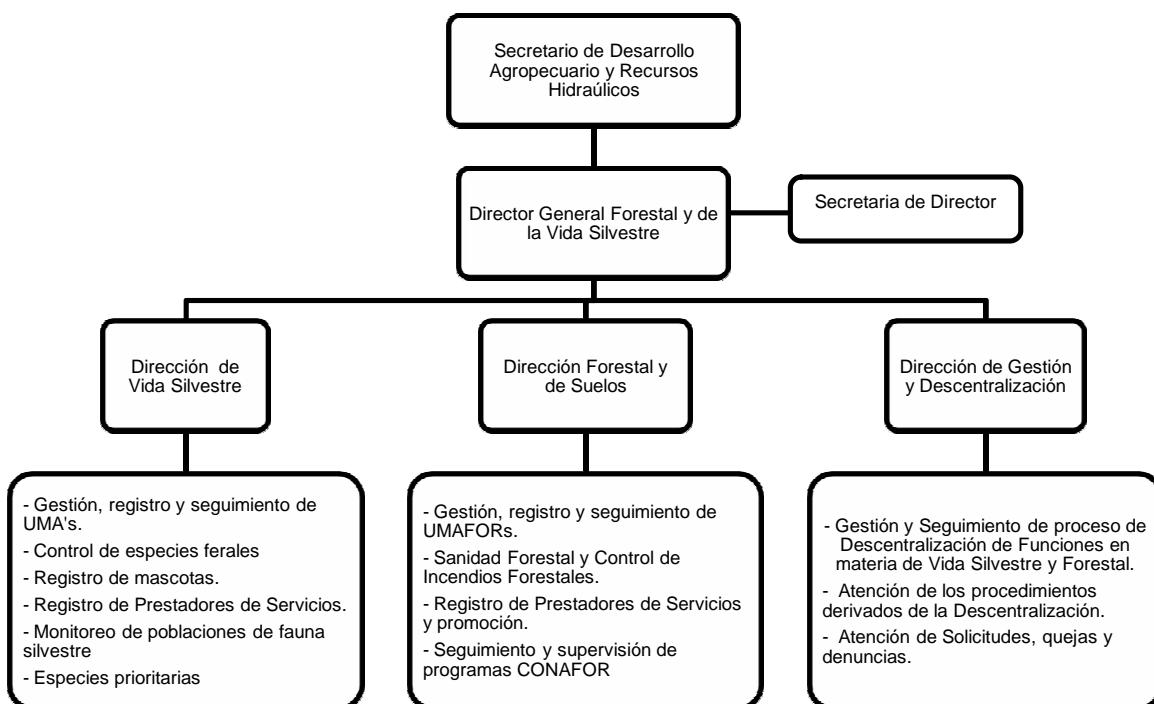 Secretario de Desarrollo
Agropecuario y Recursos
Hidraúlicos
Director General Forestal y de
la Vida Silvestre
Secretaria de Director
Dirección de
Vida Silvestre
Dirección Forestal y
de Suelos
Dirección de Gestión
y Descentralización
- Gestión, registro y seguimiento de
UMA's.
- Control de especies ferales
- Registro de mascotas.
- Registro de Prestadores de Servicios.
- Monitoreo de poblaciones de fauna
silvestre
- Especies prioritarias
- Gestión, registro y seguimiento de
UMAFORs.
- Sanidad Forestal y Control de
Incendios Forestales.
- Registro de Prestadores de Servicios
y promoción.
- Seguimiento y supervisión de
programas CONAFOR
- Gestión y Seguimiento de proceso de
Descentralización de Funciones en
materia de Vida Silvestre y Forestal.
- Atención de los procedimientos
derivados de la Descentralización.
- Atención de Solicitudes, quejas y
denuncias.